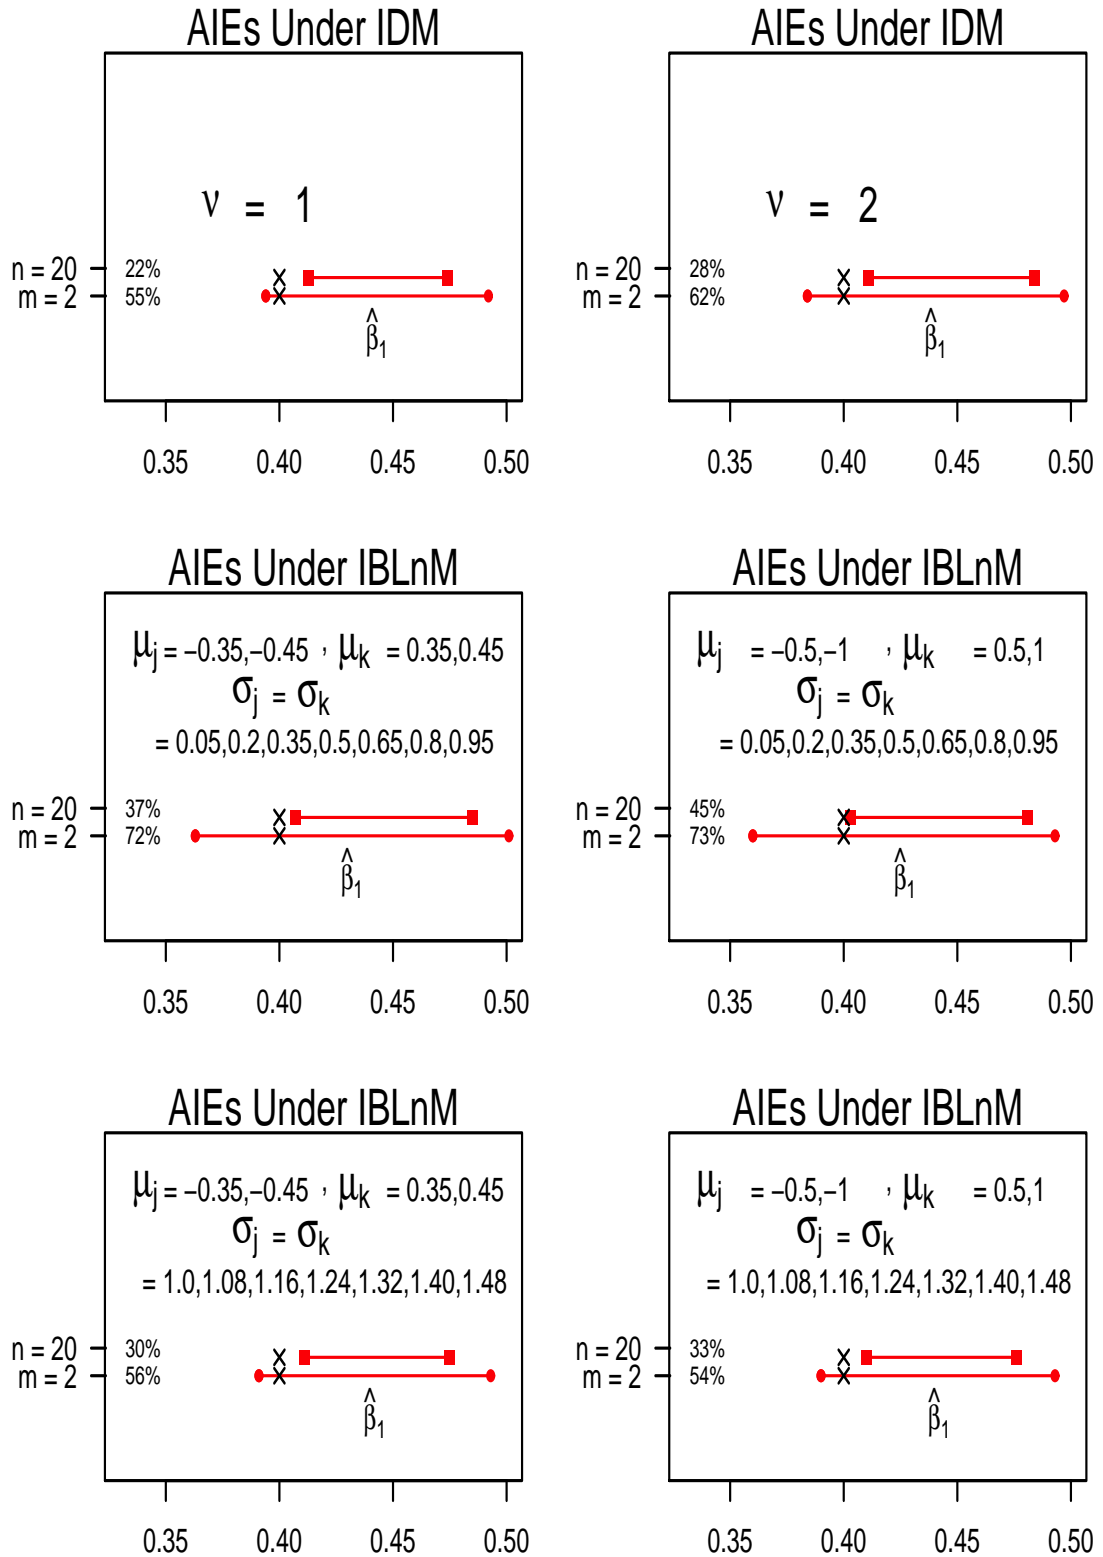 AIEs Under IDM
ν = 1
n = 20 22%
m = 2 55%
β̂₁
0.35 0.40 0.45 0.50
AIEs Under IDM
ν = 2
n = 20 28%
m = 2 62%
β̂₁
0.35 0.40 0.45 0.50
AIEs Under IBLnM
μj = −0.35,−0.45 , μk = 0.35,0.45
σj = σk
= 0.05,0.2,0.35,0.5,0.65,0.8,0.95
n = 20 37%
m = 2 72%
β̂₁
0.35 0.40 0.45 0.50
AIEs Under IBLnM
μj = −0.5,−1 , μk = 0.5,1
σj = σk
= 0.05,0.2,0.35,0.5,0.65,0.8,0.95
n = 20 45%
m = 2 73%
β̂₁
0.35 0.40 0.45 0.50
AIEs Under IBLnM
μj = −0.35,−0.45 , μk = 0.35,0.45
σj = σk
= 1.0,1.08,1.16,1.24,1.32,1.40,1.48
n = 20 30%
m = 2 56%
β̂₁
0.35 0.40 0.45 0.50
AIEs Under IBLnM
μj = −0.5,−1 , μk = 0.5,1
σj = σk
= 1.0,1.08,1.16,1.24,1.32,1.40,1.48
n = 20 33%
m = 2 54%
β̂₁
0.35 0.40 0.45 0.50